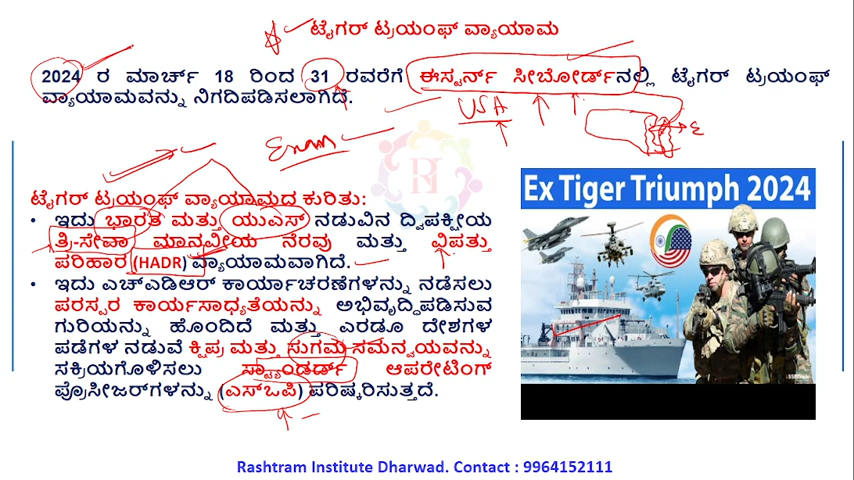 ಟೈಗರ್ ಟ್ರಯಂಫ್ ವ್ಯಾಯಾಮ
2024 ರ ಮಾರ್ಚ್ 18 ರಿಂದ 31 ರವರೆಗೆ ಈಸ್ಟರ್ನ್ ಸೀಬೋರ್ಡ್‌ನಲ್ಲಿ ಟೈಗರ್ ಟ್ರಯಂಫ್
ವ್ಯಾಯಾಮವನ್ನು ನಿಗದಿಪಡಿಸಲಾಗಿದೆ.
USA
E
Exam
ಟೈಗರ್ ಟ್ರಯಂಫ್ ವ್ಯಾಯಾಮದ ಕುರಿತು:
• ಇದು ಭಾರತ ಮತ್ತು ಯುಎಸ್ ನಡುವಿನ ದ್ವಿಪಕ್ಷೀಯ
ತ್ರಿ-ಸೇವಾ ಮಾನವೀಯ ನೆರವು ಮತ್ತು ವಿಪತ್ತು
ಪರಿಹಾರ (HADR) ವ್ಯಾಯಾಮವಾಗಿದೆ.
• ಇದು ಎಚ್ಎಡಿಆರ್ ಕಾರ್ಯಾಚರಣೆಗಳನ್ನು ನಡೆಸಲು
ಪರಸ್ಪರ ಕಾರ್ಯಸಾಧ್ಯತೆಯನ್ನು ಅಭಿವೃದ್ಧಿಪಡಿಸುವ
ಗುರಿಯನ್ನು ಹೊಂದಿದೆ ಮತ್ತು ಎರಡೂ ದೇಶಗಳ
ಪಡೆಗಳ ನಡುವೆ ಕ್ಷಿಪ್ರ ಮತ್ತು ಸುಗಮ ಸಮನ್ವಯವನ್ನು
ಸಕ್ರಿಯಗೊಳಿಸಲು ಸ್ಟ್ಯಾಂಡರ್ಡ್ ಆಪರೇಟಿಂಗ್
ಪ್ರೊಸೀಜರ್‌ಗಳನ್ನು (ಎಸ್ಒಪಿ) ಪರಿಷ್ಕರಿಸುತ್ತದೆ.
Ex Tiger Triumph 2024
Rashtram Institute Dharwad. Contact : 9964152111